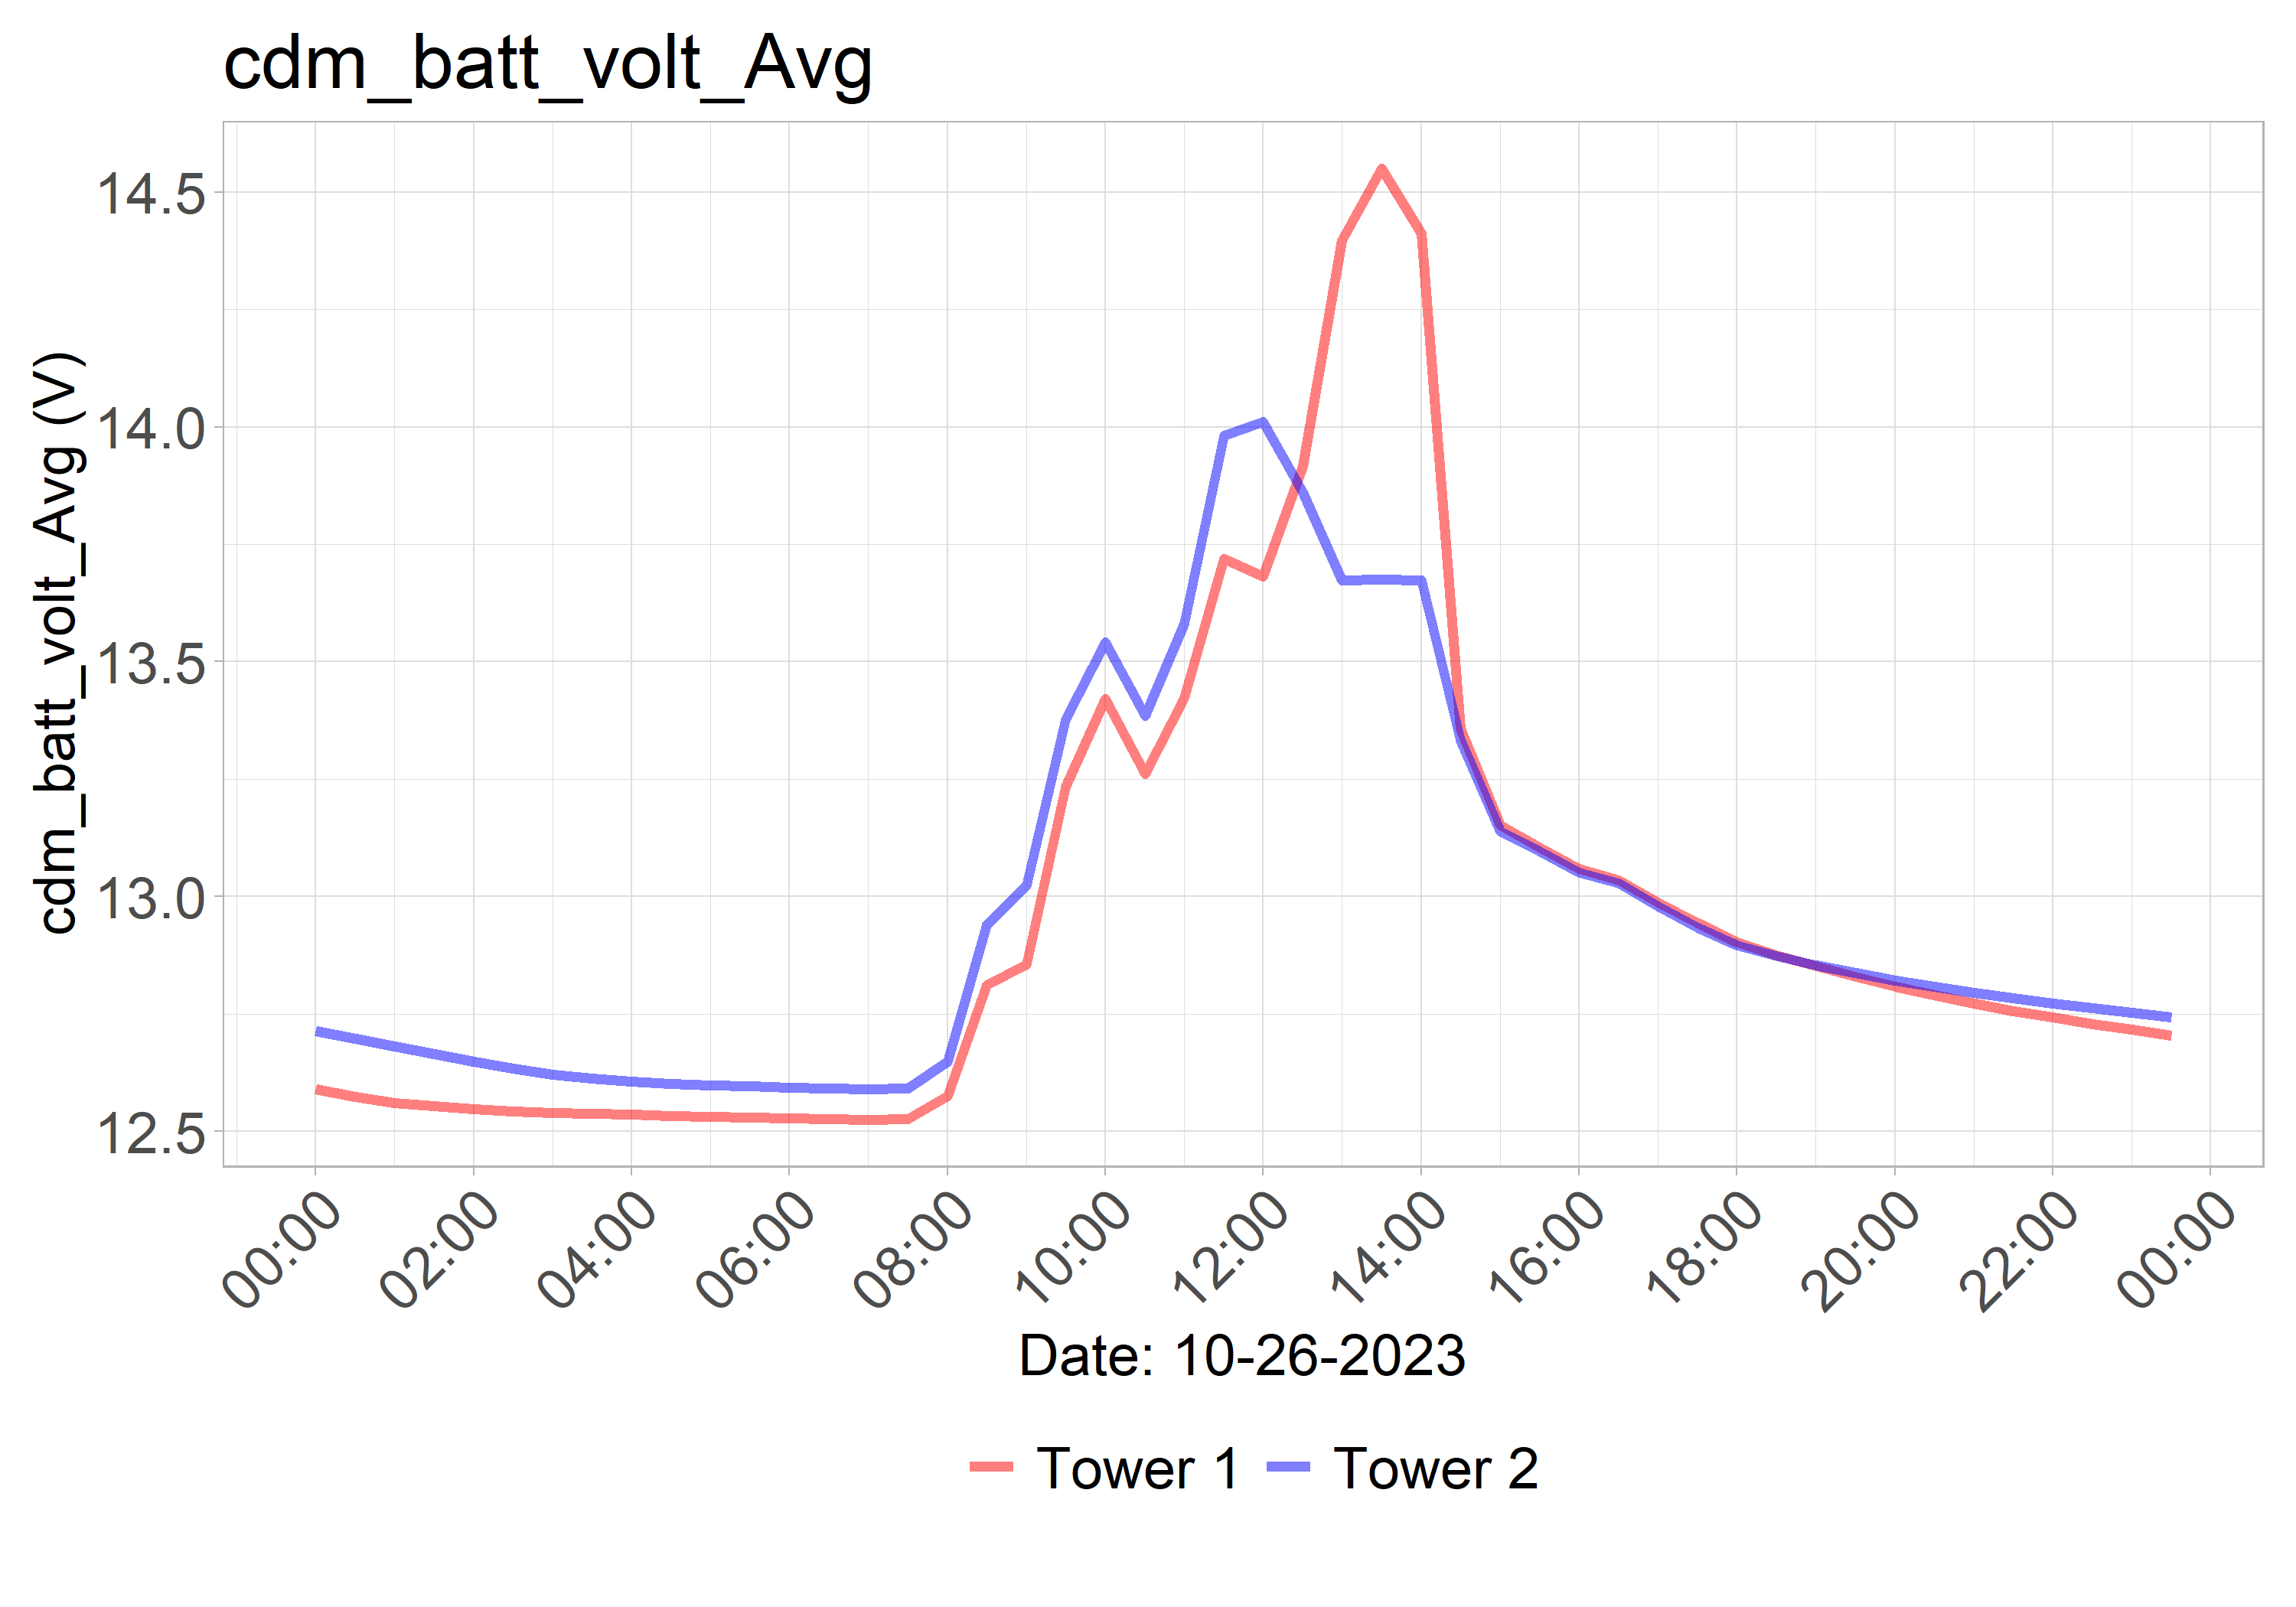 cdm_batt_volt_Avg
cdm_batt_volt_Avg (V)
14.5
14.0
13.5
13.0
12.5
00:00 02:00 04:00 06:00 08:00 10:00 12:00 14:00 16:00 18:00 20:00 22:00 00:00
Date: 10-26-2023
Tower 1 Tower 2